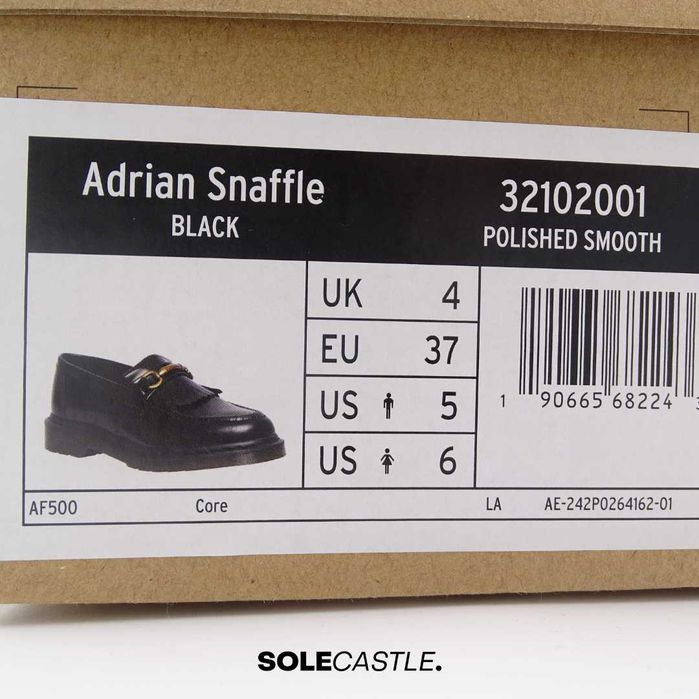 Adrian Snaffle
BLACK
32102001
POLISHED SMOOTH
UK 4
EU 37
US 5
US 6
1 90665 68224
AF500 Core LA AE-242P0264162-01
SOLECASTLE.